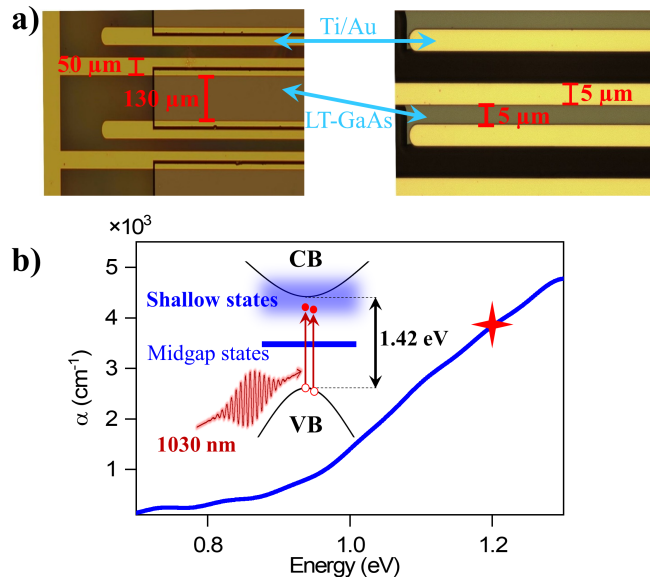 a)
Ti/Au
50 µm
130 µm
5 µm
5 µm
LT-GaAs
b)
×10³
5
4
3
2
1
α (cm⁻¹)
CB
Shallow states
1.42 eV
Midgap states
VB
1030 nm
0.8
1.0
1.2
Energy (eV)